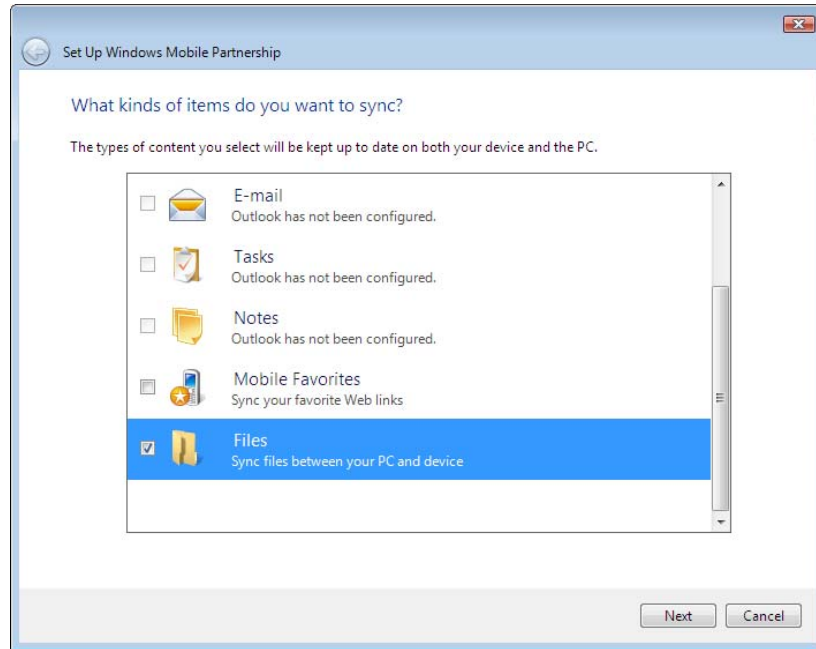 Set Up Windows Mobile Partnership
What kinds of items do you want to sync?
The types of content you select will be kept up to date on both your device and the PC.
E-mail
Outlook has not been configured.
Tasks
Outlook has not been configured.
Notes
Outlook has not been configured.
Mobile Favorites
Sync your favorite Web links
Files
Sync files between your PC and device
Next Cancel